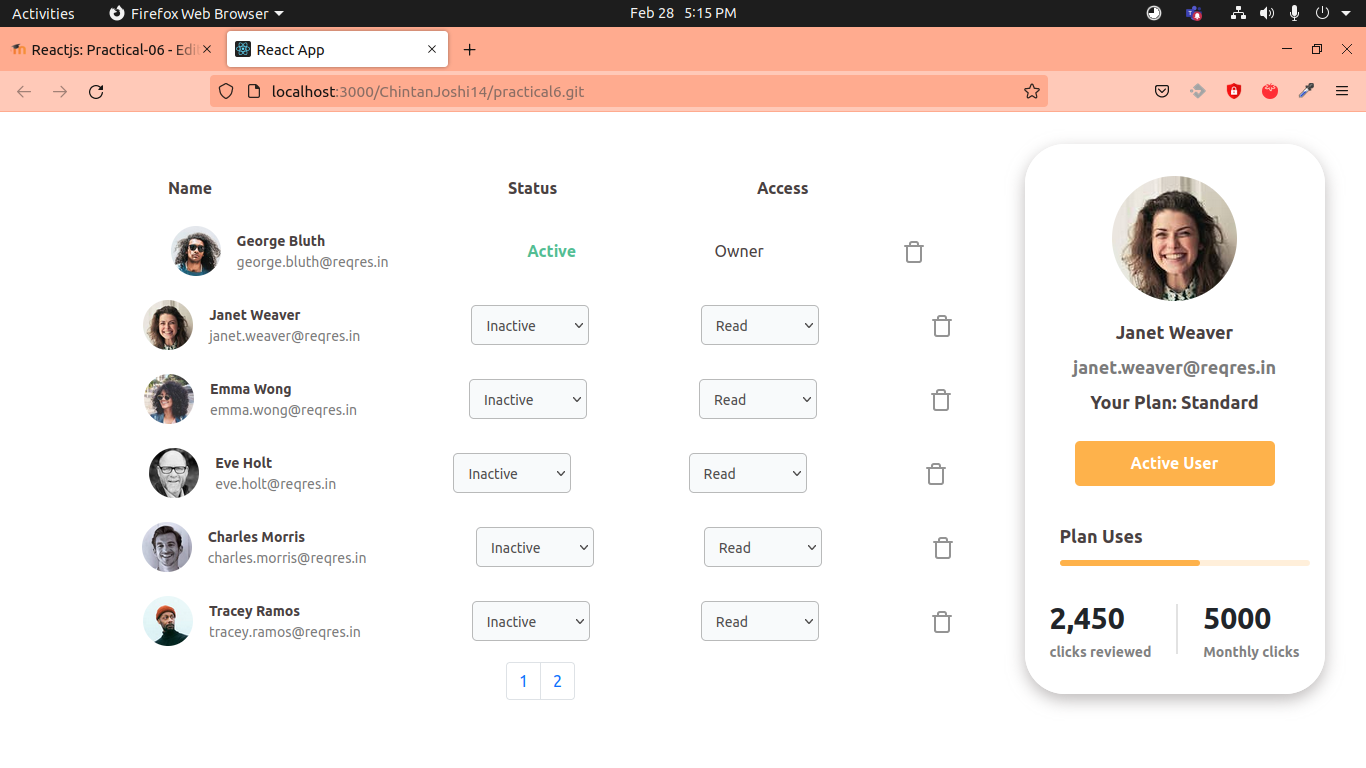 Activities Firefox Web Browser Feb 28 5:15 PM
Reactjs: Practical-06 - Edi React App
localhost:3000/ChintanJoshi14/practical6.git
Name Status Access
George Bluth
george.bluth@reqres.in
Active Owner
Janet Weaver
janet.weaver@reqres.in
Inactive Read
Emma Wong
emma.wong@reqres.in
Inactive Read
Eve Holt
eve.holt@reqres.in
Inactive Read
Charles Morris
charles.morris@reqres.in
Inactive Read
Tracey Ramos
tracey.ramos@reqres.in
Inactive Read
1 2
Janet Weaver
janet.weaver@reqres.in
Your Plan: Standard
Active User
Plan Uses
2,450 5000
clicks reviewed Monthly clicks